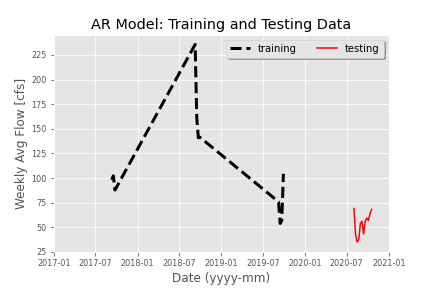 AR Model: Training and Testing Data
training testing
Weekly Avg Flow [cfs]
225
200
175
150
125
100
75
50
25
2017-01 2017-07 2018-01 2018-07 2019-01 2019-07 2020-01 2020-07 2021-01
Date (yyyy-mm)